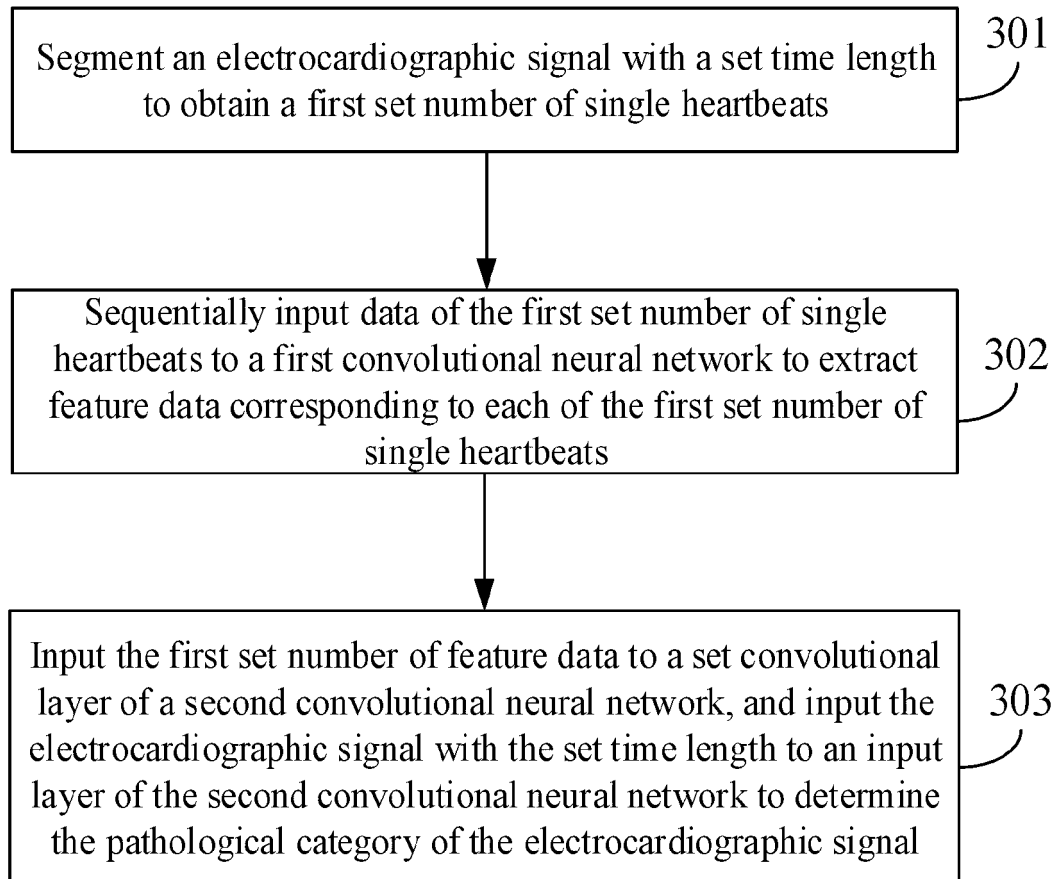 Segment an electrocardiographic signal with a set time length
to obtain a first set number of single heartbeats
301
Sequentially input data of the first set number of single
heartbeats to a first convolutional neural network to extract
feature data corresponding to each of the first set number of
single heartbeats
302
Input the first set number of feature data to a set convolutional
layer of a second convolutional neural network, and input the
electrocardiographic signal with the set time length to an input
layer of the second convolutional neural network to determine
the pathological category of the electrocardiographic signal
303